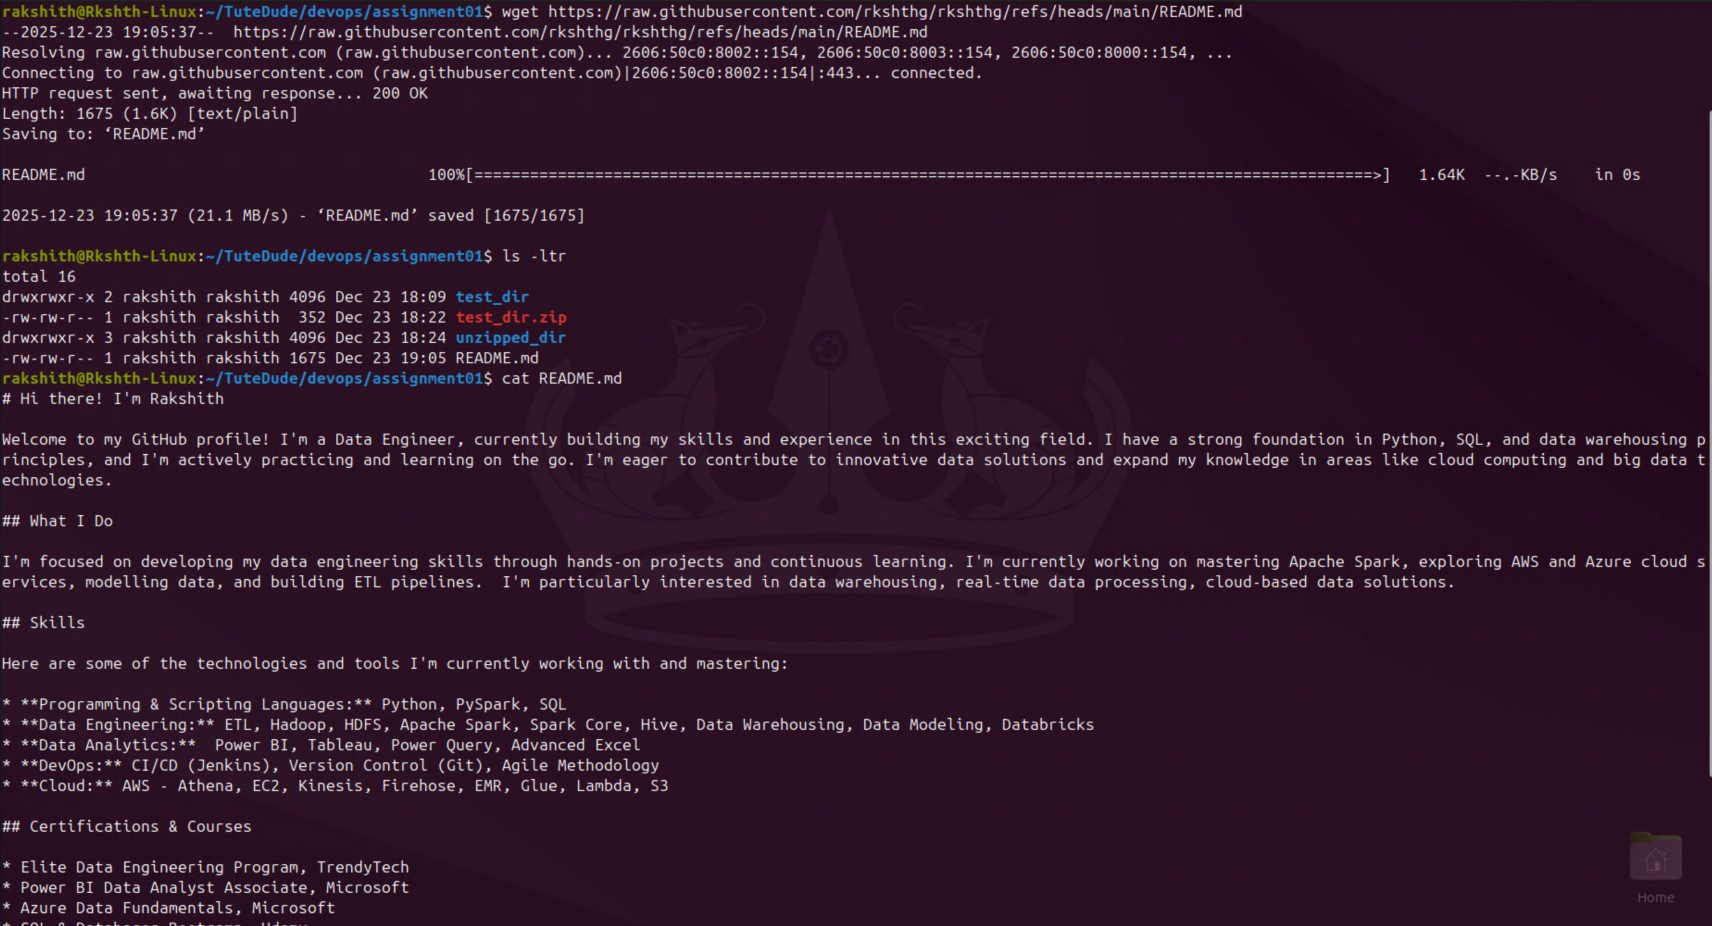 rakshith@Rkshth-Linux:~/TuteDude/devops/assignment01$ wget https://raw.githubusercontent.com/rkshthg/rkshthg/refs/heads/main/README.md
--2025-12-23 19:05:37--  https://raw.githubusercontent.com/rkshthg/rkshthg/refs/heads/main/README.md
Resolving raw.githubusercontent.com (raw.githubusercontent.com)... 2606:50c0:8002::154, 2606:50c0:8003::154, 2606:50c0:8000::154, ...
Connecting to raw.githubusercontent.com (raw.githubusercontent.com)|2606:50c0:8002::154|:443... connected.
HTTP request sent, awaiting response... 200 OK
Length: 1675 (1.6K) [text/plain]
Saving to: ‘README.md’
README.md 100%[=================================================================================================>] 1.64K --.-KB/s in 0s
2025-12-23 19:05:37 (21.1 MB/s) - ‘README.md’ saved [1675/1675]
rakshith@Rkshth-Linux:~/TuteDude/devops/assignment01$ ls -ltr
total 16
drwxrwxr-x 2 rakshith rakshith 4096 Dec 23 18:09 test_dir
-rw-rw-r-- 1 rakshith rakshith  352 Dec 23 18:22 test_dir.zip
drwxrwxr-x 3 rakshith rakshith 4096 Dec 23 18:24 unzipped_dir
-rw-rw-r-- 1 rakshith rakshith 1675 Dec 23 19:05 README.md
rakshith@Rkshth-Linux:~/TuteDude/devops/assignment01$ cat README.md
# Hi there! I'm Rakshith
Welcome to my GitHub profile! I'm a Data Engineer, currently building my skills and experience in this exciting field. I have a strong foundation in Python, SQL, and data warehousing p
rinciples, and I'm actively practicing and learning on the go. I'm eager to contribute to innovative data solutions and expand my knowledge in areas like cloud computing and big data t
echnologies.
## What I Do
I'm focused on developing my data engineering skills through hands-on projects and continuous learning. I'm currently working on mastering Apache Spark, exploring AWS and Azure cloud s
ervices, modelling data, and building ETL pipelines.  I'm particularly interested in data warehousing, real-time data processing, cloud-based data solutions.
## Skills
Here are some of the technologies and tools I'm currently working with and mastering:
* **Programming & Scripting Languages:** Python, PySpark, SQL
* **Data Engineering:** ETL, Hadoop, HDFS, Apache Spark, Spark Core, Hive, Data Warehousing, Data Modeling, Databricks
* **Data Analytics:**  Power BI, Tableau, Power Query, Advanced Excel
* **DevOps:** CI/CD (Jenkins), Version Control (Git), Agile Methodology
* **Cloud:** AWS - Athena, EC2, Kinesis, Firehose, EMR, Glue, Lambda, S3
## Certifications & Courses
* Elite Data Engineering Program, TrendyTech
* Power BI Data Analyst Associate, Microsoft
* Azure Data Fundamentals, Microsoft
Home